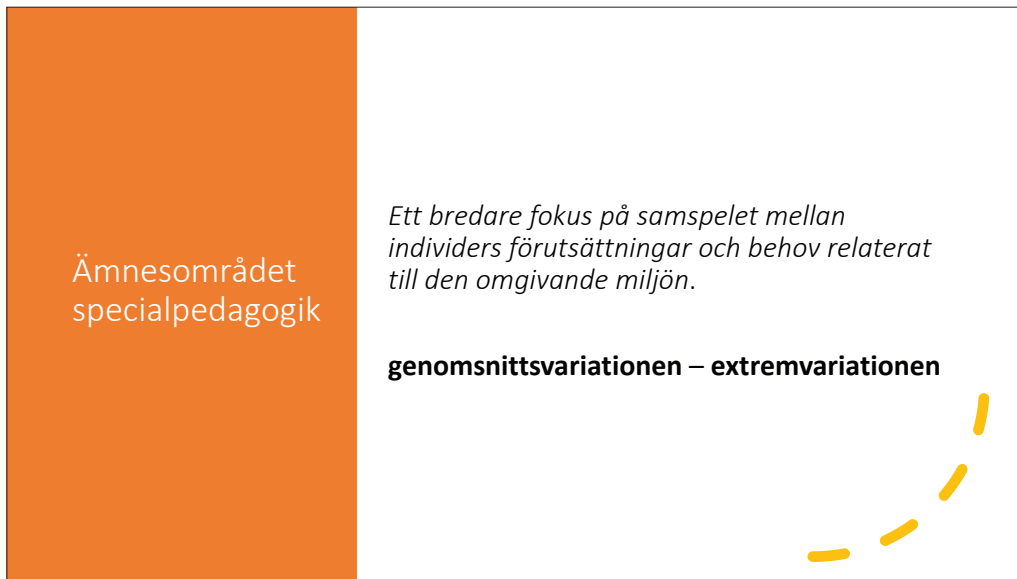 Ämnesområdet
specialpedagogik
Ett bredare fokus på samspelet mellan
individers förutsättningar och behov relaterat
till den omgivande miljön.
genomsnittsvariationen – extremvariationen